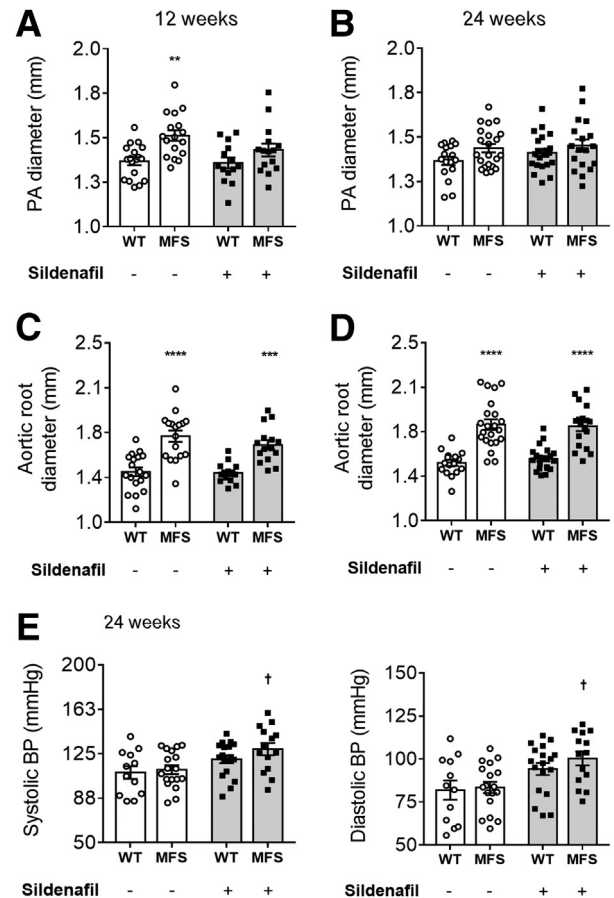 A 12 weeks
PA diameter (mm)
2.0
1.8
1.5
1.3
1.0
**
WT MFS WT MFS
Sildenafil - - + +
B 24 weeks
PA diameter (mm)
2.0
1.8
1.5
1.3
1.0
WT MFS WT MFS
Sildenafil - - + +
C
Aortic root
diameter (mm)
2.5
2.1
1.8
1.4
1.0
**** ***
WT MFS WT MFS
Sildenafil - - + +
D
Aortic root
diameter (mm)
2.5
2.1
1.8
1.4
1.0
**** ****
WT MFS WT MFS
Sildenafil - - + +
E 24 weeks
Systolic BP (mmHg)
200
163
125
88
50
†
WT MFS WT MFS
Sildenafil - - + +
Diastolic BP (mmHg)
150
125
100
75
50
†
WT MFS WT MFS
Sildenafil - - + +